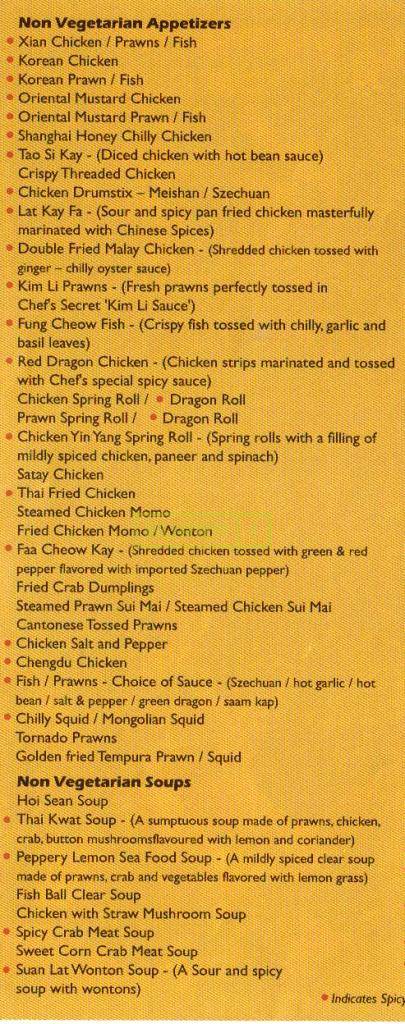 Non Vegetarian Appetizers
• Xian Chicken / Prawns / Fish
• Korean Chicken
• Korean Prawn / Fish
• Oriental Mustard Chicken
• Oriental Mustard Prawn / Fish
• Shanghai Honey Chilly Chicken
• Tao Si Kay - (Diced chicken with hot bean sauce)
Crispy Threaded Chicken
• Chicken Drumstix – Meishan / Szechuan
• Lat Kay Fa - (Sour and spicy pan fried chicken masterfully
marinated with Chinese Spices)
• Double Fried Malay Chicken - (Shredded chicken tossed with
ginger – chilly oyster sauce)
• Kim Li Prawns - (Fresh prawns perfectly tossed in
Chef's Secret 'Kim Li Sauce')
• Fung Cheow Fish - (Crispy fish tossed with chilly, garlic and
basil leaves)
• Red Dragon Chicken - (Chicken strips marinated and tossed
with Chef's special spicy sauce)
Chicken Spring Roll / • Dragon Roll
Prawn Spring Roll / • Dragon Roll
• Chicken Yin Yang Spring Roll - (Spring rolls with a filling of
mildly spiced chicken, paneer and spinach)
Satay Chicken
• Thai Fried Chicken
Steamed Chicken Momo
Fried Chicken Momo / Wonton
• Faa Cheow Kay - (Shredded chicken tossed with green & red
pepper flavored with imported Szechuan pepper)
Fried Crab Dumplings
Steamed Prawn Sui Mai / Steamed Chicken Sui Mai
Cantonese Tossed Prawns
• Chicken Salt and Pepper
• Chengdu Chicken
• Fish / Prawns - Choice of Sauce - (Szechuan / hot garlic / hot
bean / salt & pepper / green dragon / saam kap)
• Chilly Squid / Mongolian Squid
Tornado Prawns
Golden fried Tempura Prawn / Squid
Non Vegetarian Soups
Hoi Sean Soup
• Thai Kwat Soup - (A sumptuous soup made of prawns, chicken,
crab, button mushroomsflavoured with lemon and coriander)
• Peppery Lemon Sea Food Soup - (A mildly spiced clear soup
made of prawns, crab and vegetables flavored with lemon grass)
Fish Ball Clear Soup
Chicken with Straw Mushroom Soup
• Spicy Crab Meat Soup
Sweet Corn Crab Meat Soup
• Suan Lat Wonton Soup - (A Sour and spicy
soup with wontons)
• Indicates Spicy